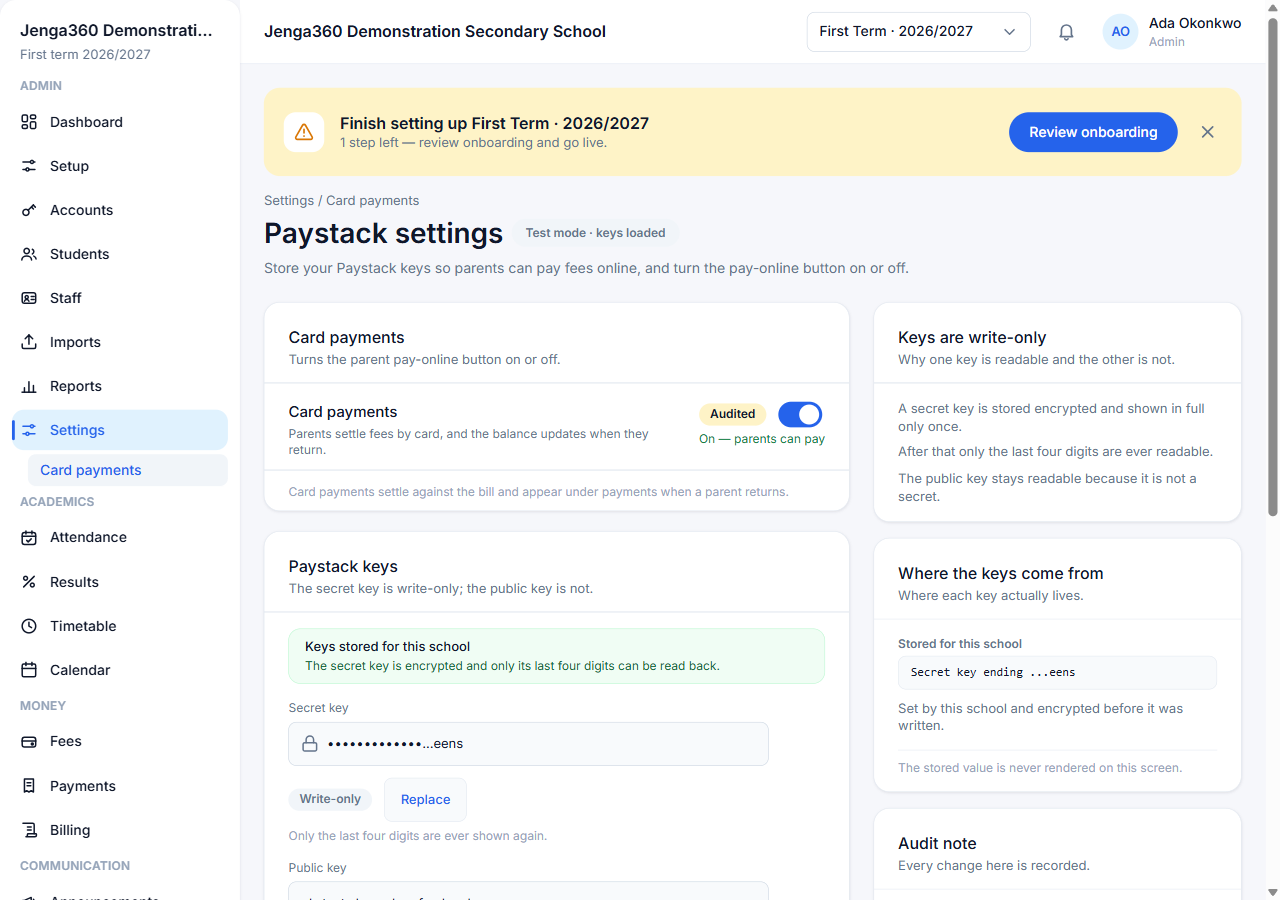 Jenga360 Demonstrati...
First term 2026/2027
ADMIN
Dashboard
Setup
Accounts
Students
Staff
Imports
Reports
Settings
Card payments
ACADEMICS
Attendance
Results
Timetable
Calendar
MONEY
Fees
Payments
Billing
COMMUNICATION
Announcements
Jenga360 Demonstration Secondary School
First Term · 2026/2027
AO
Ada Okonkwo
Admin
Finish setting up First Term · 2026/2027
1 step left — review onboarding and go live.
Review onboarding
Settings / Card payments
Paystack settings
Test mode · keys loaded
Store your Paystack keys so parents can pay fees online, and turn the pay-online button on or off.
Card payments
Turns the parent pay-online button on or off.
Card payments
Parents settle fees by card, and the balance updates when they
return.
Audited
On — parents can pay
Card payments settle against the bill and appear under payments when a parent returns.
Paystack keys
The secret key is write-only; the public key is not.
Keys stored for this school
The secret key is encrypted and only its last four digits can be read back.
Secret key
•••••••••••••...eens
Write-only
Replace
Only the last four digits are ever shown again.
Public key
Keys are write-only
Why one key is readable and the other is not.
A secret key is stored encrypted and shown in full
only once.
After that only the last four digits are ever readable.
The public key stays readable because it is not a
secret.
Where the keys come from
Where each key actually lives.
Stored for this school
Secret key ending ...eens
Set by this school and encrypted before it was
written.
The stored value is never rendered on this screen.
Audit note
Every change here is recorded.